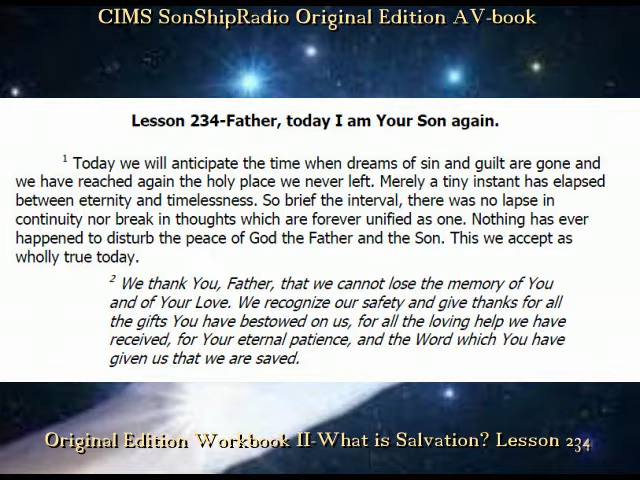 CIMS SonShipRadio Original Edition AV-book
Lesson 234-Father, today I am Your Son again.
1 Today we will anticipate the time when dreams of sin and guilt are gone and
we have reached again the holy place we never left. Merely a tiny instant has elapsed
between eternity and timelessness. So brief the interval, there was no lapse in
continuity nor break in thoughts which are forever unified as one. Nothing has ever
happened to disturb the peace of God the Father and the Son. This we accept as
wholly true today.
2 We thank You, Father, that we cannot lose the memory of You
and of Your Love. We recognize our safety and give thanks for all
the gifts You have bestowed on us, for all the loving help we have
received, for Your eternal patience, and the Word which You have
given us that we are saved.
Original Edition Workbook II-What is Salvation? Lesson 234